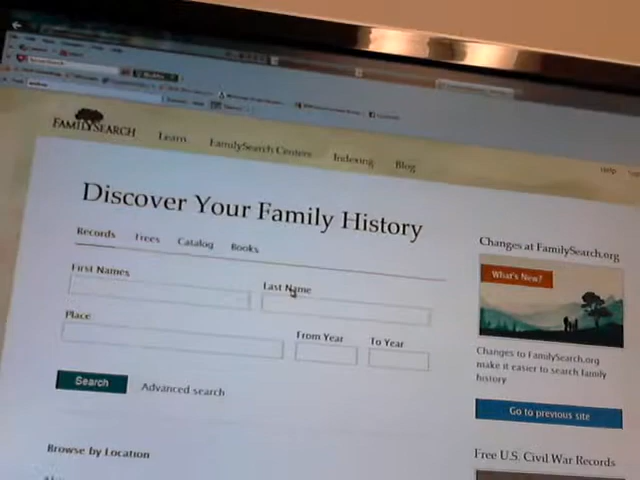 FAMILYSEARCH
Learn FamilySearch Centers Indexing Blog
Help
Discover Your Family History
Records Trees Catalog Books
First Names
Last Name
Place
From Year To Year
Search Advanced search
Browse by Location
Changes at FamilySearch.org
What's New?
Changes to FamilySearch.org
make it easier to search family
history
Go to previous site
Free U.S. Civil War Records